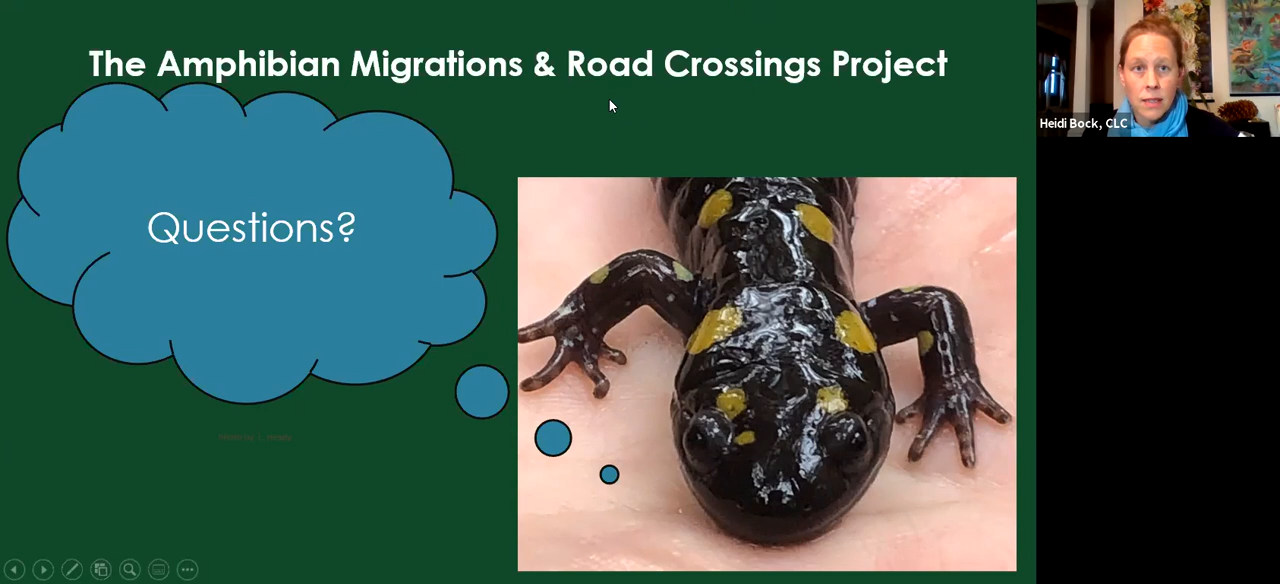 The Amphibian Migrations & Road Crossings Project
Heidi Bock, CLC
Questions?